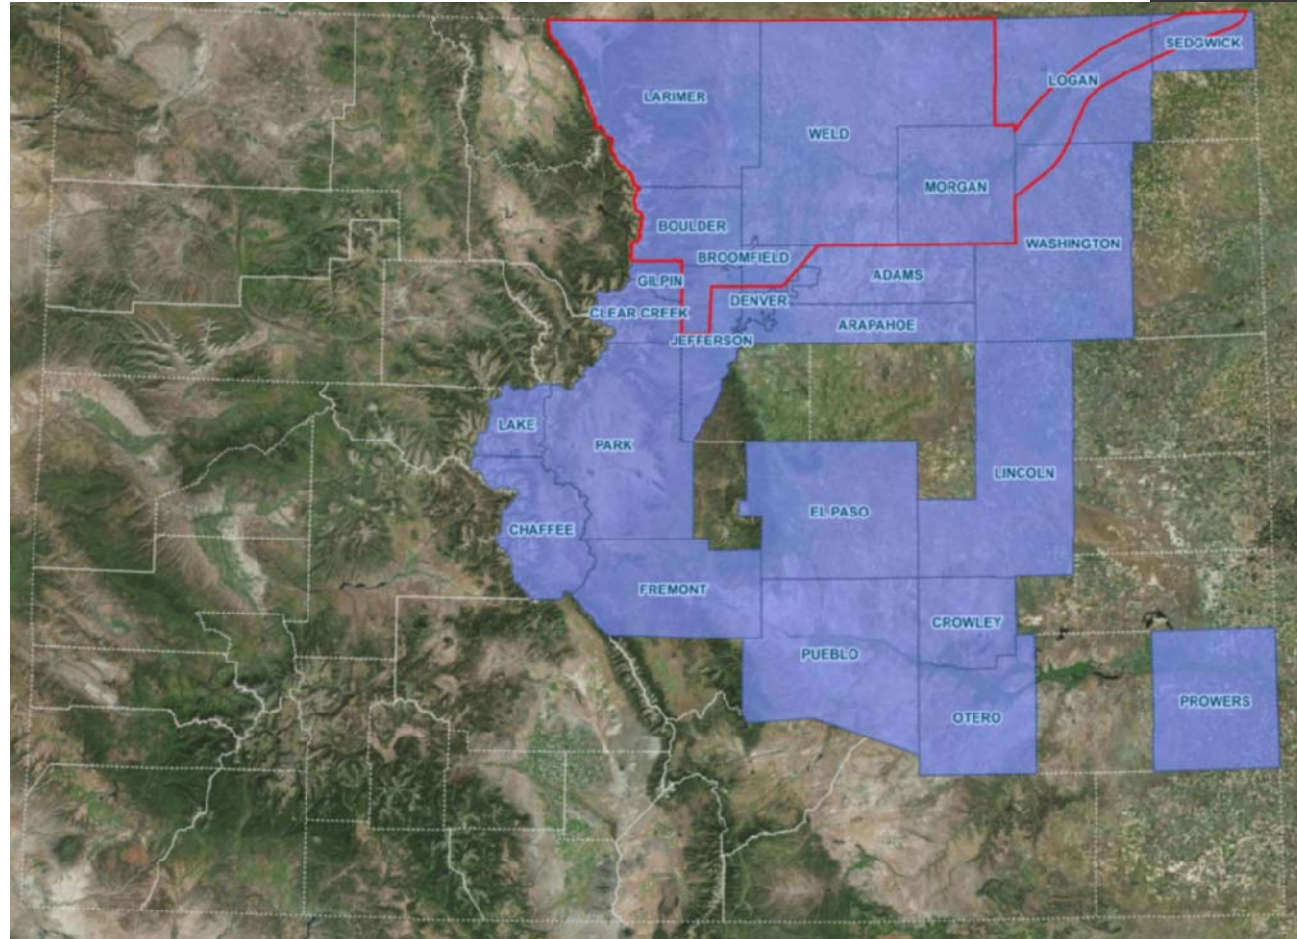 SEDGWICK
LOGAN
LARIMER
WELD
MORGAN
BOULDER
WASHINGTON
BROOMFIELD
GILPIN
ADAMS
DENVER
CLEAR CREEK
ARAPAHOE
JEFFERSON
LAKE
PARK
LINCOLN
EL PASO
CHAFFEE
FREMONT
CROWLEY
PUEBLO
PROWERS
OTERO